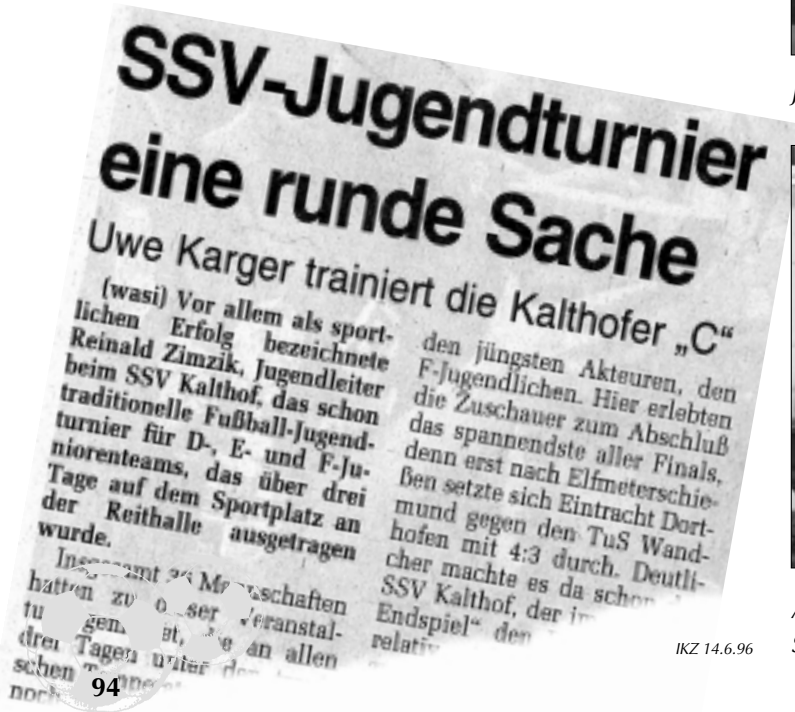 SSV-Jugendturnier
eine runde Sache
Uwe Karger trainiert die Kalthofer „C“
(wasi) Vor allem als sport-
lichen Erfolg bezeichnete
Reinald Zimzik, Jugendleiter
beim SSV Kalthof, das schon
traditionelle Fußball-Jugend-
turnier für D-, E- und F-Ju-
niorenteams, das über drei
Tage auf dem Sportplatz an
der Reithalle ausgetragen
wurde.
Insgesamt
hatten zu
drei Tagen unter
schen
noch
den jüngsten Akteuren, den
F-Jugendlichen. Hier erlebten
die Zuschauer zum Abschluß
das spannendste aller Finals,
denn erst nach Elfmeterschie-
ßen setzte sich Eintracht Dort-
mund gegen den TuS Wand-
hofen mit 4:3 durch. Deutli-
cher machte es da schon
SSV Kalthof, der
Endspiel“ den
IKZ 14.6.96
94